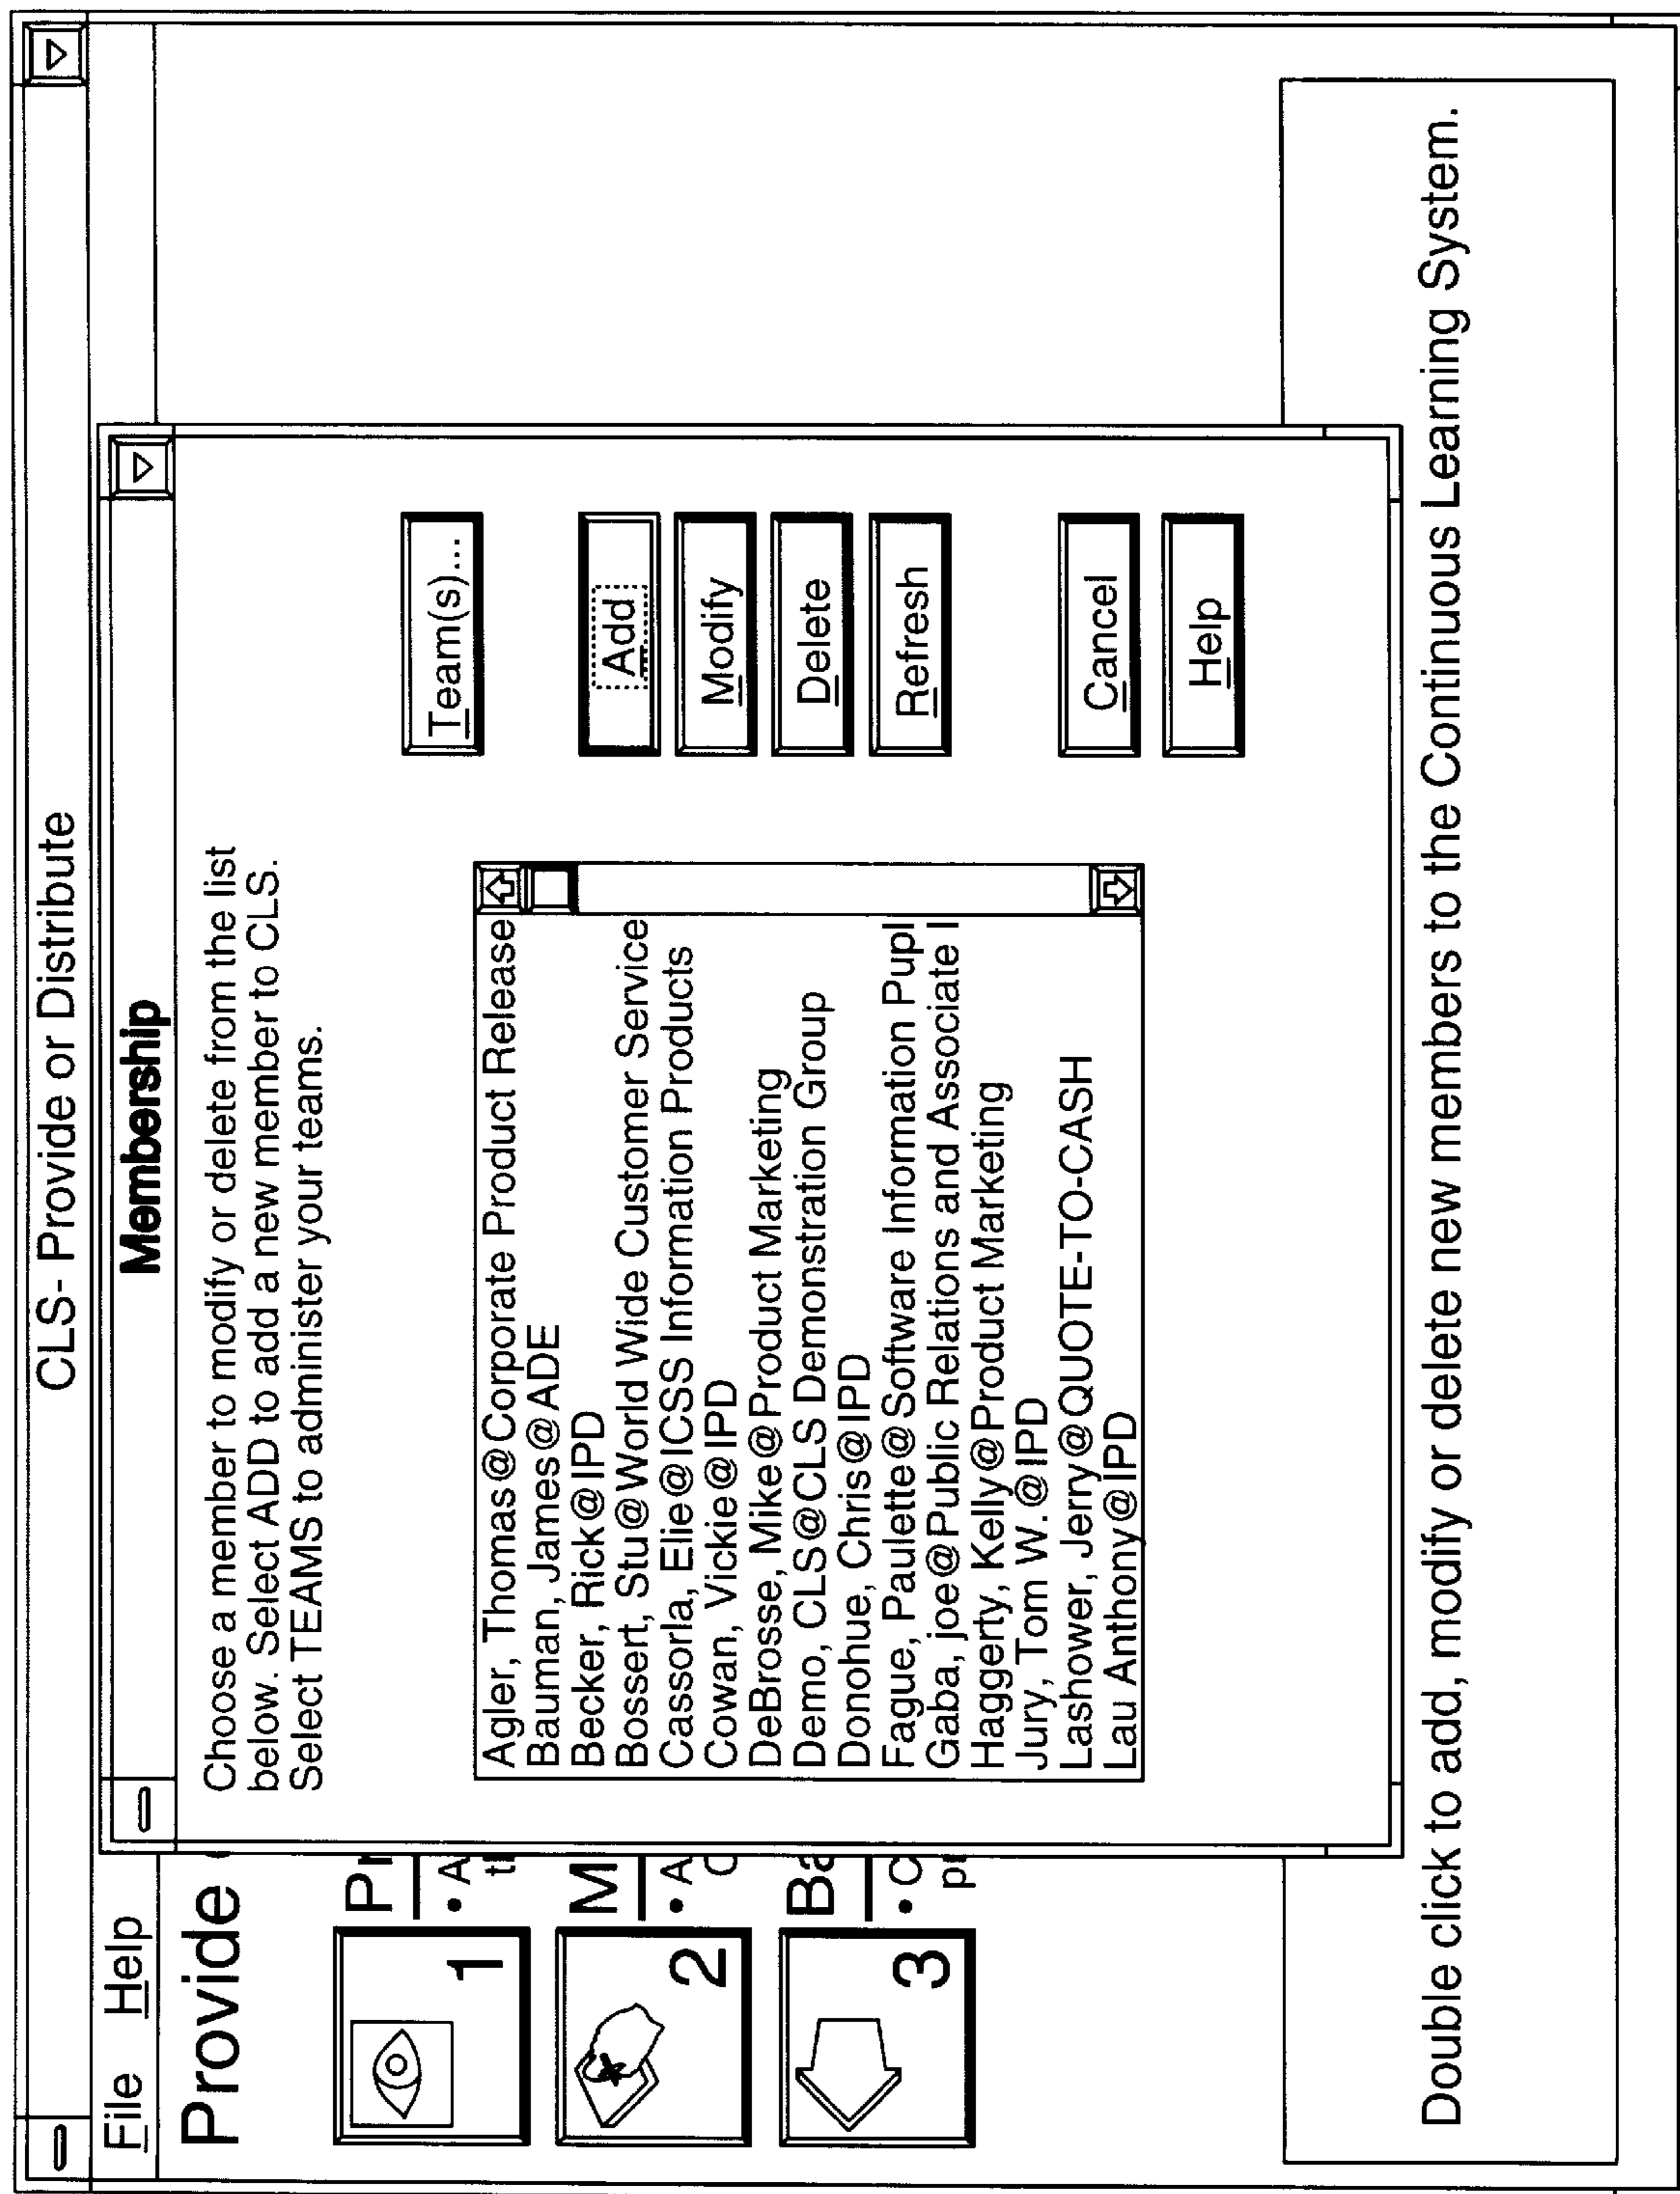 CLS- Provide or Distribute
File Help
Provide
Membership
Choose a member to modify or delete from the list
below. Select ADD to add a new member to CLS.
Select TEAMS to administer your teams.
Team(s)...
Add
Modify
Delete
Refresh
Cancel
Help
Agler, Thomas@Corporate Product Release
Bauman, James@ADE
Becker, Rick@IPD
Bossert, Stu@World Wide Customer Service
Cassorla, Elie@ICSS Information Products
Cowan, Vickie@IPD
DeBrosse, Mike@Product Marketing
Demo, CLS@CLS Demonstration Group
Donohue, Chris@IPD
Fague, Paulette@Software Information Pupl
Gaba, joe@Public Relations and Associate I
Haggerty, Kelly@Product Marketing
Jury, Tom W.@IPD
Lashower, Jerry@QUOTE-TO-CASH
Lau Anthony@IPD
1
Pr
• A
2
M
• A
3
Ba
• C
Double click to add, modify or delete new members to the Continuous Learning System.